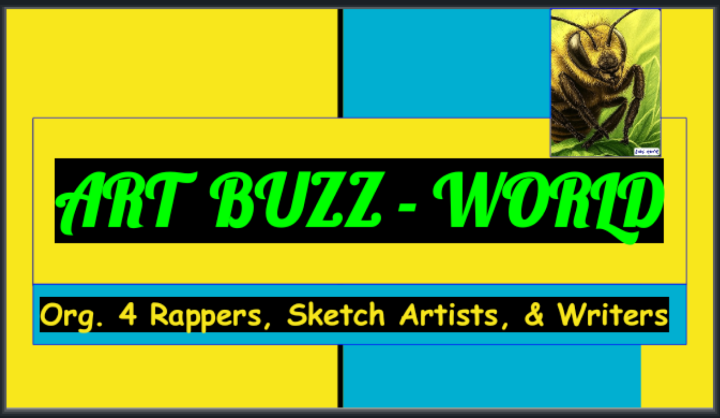 ART BUZZ - WORLD
Org. 4 Rappers, Sketch Artists, & Writers